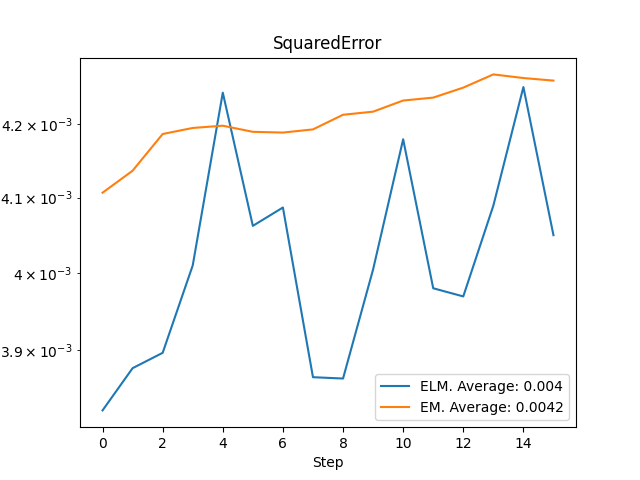 SquaredError
4.2 × 10⁻³
4.1 × 10⁻³
4 × 10⁻³
3.9 × 10⁻³
ELM. Average: 0.004
EM. Average: 0.0042
0 2 4 6 8 10 12 14
Step